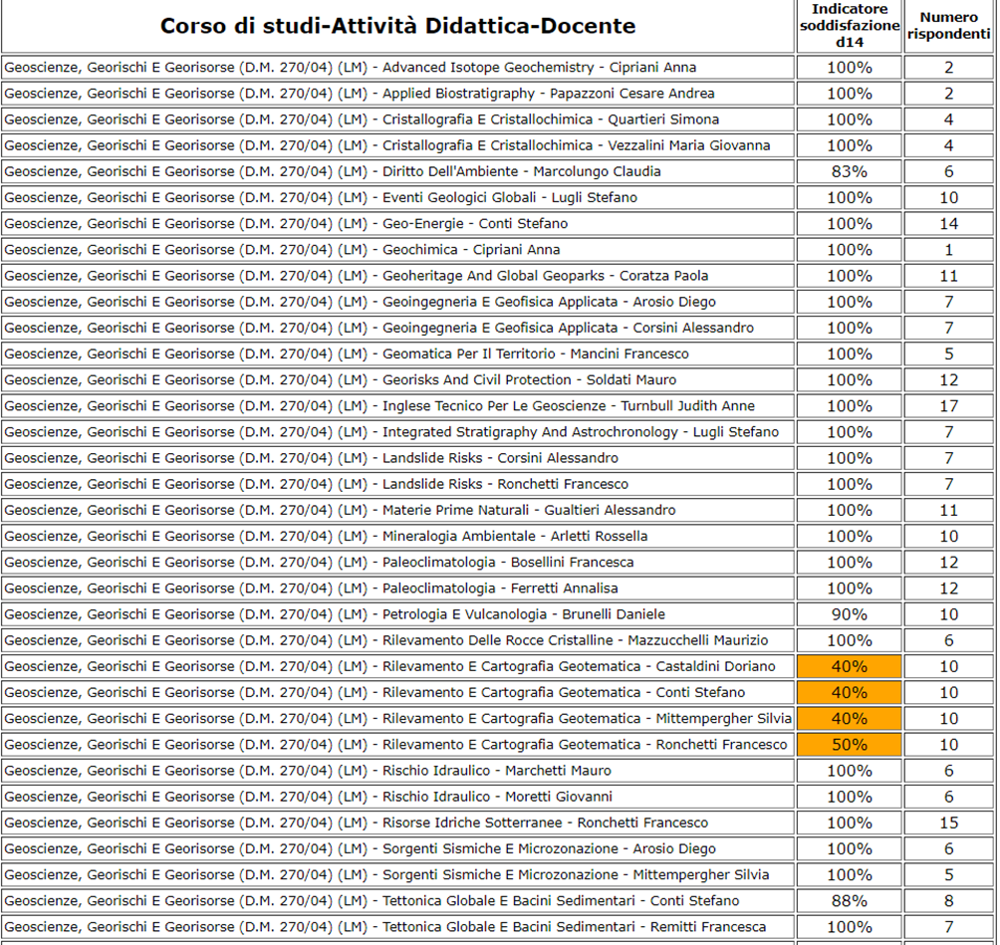 Corso di studi-Attività Didattica-Docente
Indicatore soddisfazione d14
Numero rispondenti
Geoscienze, Georischi E Georisorse (D.M. 270/04) (LM) - Advanced Isotope Geochemistry - Cipriani Anna 100% 2
Geoscienze, Georischi E Georisorse (D.M. 270/04) (LM) - Applied Biostratigraphy - Papazzoni Cesare Andrea 100% 2
Geoscienze, Georischi E Georisorse (D.M. 270/04) (LM) - Cristallografia E Cristallochimica - Quartieri Simona 100% 4
Geoscienze, Georischi E Georisorse (D.M. 270/04) (LM) - Cristallografia E Cristallochimica - Vezzalini Maria Giovanna 100% 4
Geoscienze, Georischi E Georisorse (D.M. 270/04) (LM) - Diritto Dell'Ambiente - Marcolungo Claudia 83% 6
Geoscienze, Georischi E Georisorse (D.M. 270/04) (LM) - Eventi Geologici Globali - Lugli Stefano 100% 10
Geoscienze, Georischi E Georisorse (D.M. 270/04) (LM) - Geo-Energie - Conti Stefano 100% 14
Geoscienze, Georischi E Georisorse (D.M. 270/04) (LM) - Geochimica - Cipriani Anna 100% 1
Geoscienze, Georischi E Georisorse (D.M. 270/04) (LM) - Geoheritage And Global Geoparks - Coratza Paola 100% 11
Geoscienze, Georischi E Georisorse (D.M. 270/04) (LM) - Geoingegneria E Geofisica Applicata - Arosio Diego 100% 7
Geoscienze, Georischi E Georisorse (D.M. 270/04) (LM) - Geoingegneria E Geofisica Applicata - Corsini Alessandro 100% 7
Geoscienze, Georischi E Georisorse (D.M. 270/04) (LM) - Geomatica Per Il Territorio - Mancini Francesco 100% 5
Geoscienze, Georischi E Georisorse (D.M. 270/04) (LM) - Georisks And Civil Protection - Soldati Mauro 100% 12
Geoscienze, Georischi E Georisorse (D.M. 270/04) (LM) - Inglese Tecnico Per Le Geoscienze - Turnbull Judith Anne 100% 17
Geoscienze, Georischi E Georisorse (D.M. 270/04) (LM) - Integrated Stratigraphy And Astrochronology - Lugli Stefano 100% 7
Geoscienze, Georischi E Georisorse (D.M. 270/04) (LM) - Landslide Risks - Corsini Alessandro 100% 7
Geoscienze, Georischi E Georisorse (D.M. 270/04) (LM) - Landslide Risks - Ronchetti Francesco 100% 7
Geoscienze, Georischi E Georisorse (D.M. 270/04) (LM) - Materie Prime Naturali - Gualtieri Alessandro 100% 11
Geoscienze, Georischi E Georisorse (D.M. 270/04) (LM) - Mineralogia Ambientale - Arletti Rossella 100% 10
Geoscienze, Georischi E Georisorse (D.M. 270/04) (LM) - Paleoclimatologia - Bosellini Francesca 100% 12
Geoscienze, Georischi E Georisorse (D.M. 270/04) (LM) - Paleoclimatologia - Ferretti Annalisa 100% 12
Geoscienze, Georischi E Georisorse (D.M. 270/04) (LM) - Petrologia E Vulcanologia - Brunelli Daniele 90% 10
Geoscienze, Georischi E Georisorse (D.M. 270/04) (LM) - Rilevamento Delle Rocce Cristalline - Mazzucchelli Maurizio 100% 6
Geoscienze, Georischi E Georisorse (D.M. 270/04) (LM) - Rilevamento E Cartografia Geotematica - Castaldini Doriano 40% 10
Geoscienze, Georischi E Georisorse (D.M. 270/04) (LM) - Rilevamento E Cartografia Geotematica - Conti Stefano 40% 10
Geoscienze, Georischi E Georisorse (D.M. 270/04) (LM) - Rilevamento E Cartografia Geotematica - Mittempergher Silvia 40% 10
Geoscienze, Georischi E Georisorse (D.M. 270/04) (LM) - Rilevamento E Cartografia Geotematica - Ronchetti Francesco 50% 10
Geoscienze, Georischi E Georisorse (D.M. 270/04) (LM) - Rischio Idraulico - Marchetti Mauro 100% 6
Geoscienze, Georischi E Georisorse (D.M. 270/04) (LM) - Rischio Idraulico - Moretti Giovanni 100% 6
Geoscienze, Georischi E Georisorse (D.M. 270/04) (LM) - Risorse Idriche Sotterranee - Ronchetti Francesco 100% 15
Geoscienze, Georischi E Georisorse (D.M. 270/04) (LM) - Sorgenti Sismiche E Microzonazione - Arosio Diego 100% 6
Geoscienze, Georischi E Georisorse (D.M. 270/04) (LM) - Sorgenti Sismiche E Microzonazione - Mittempergher Silvia 100% 5
Geoscienze, Georischi E Georisorse (D.M. 270/04) (LM) - Tettonica Globale E Bacini Sedimentari - Conti Stefano 88% 8
Geoscienze, Georischi E Georisorse (D.M. 270/04) (LM) - Tettonica Globale E Bacini Sedimentari - Remitti Francesca 100% 7